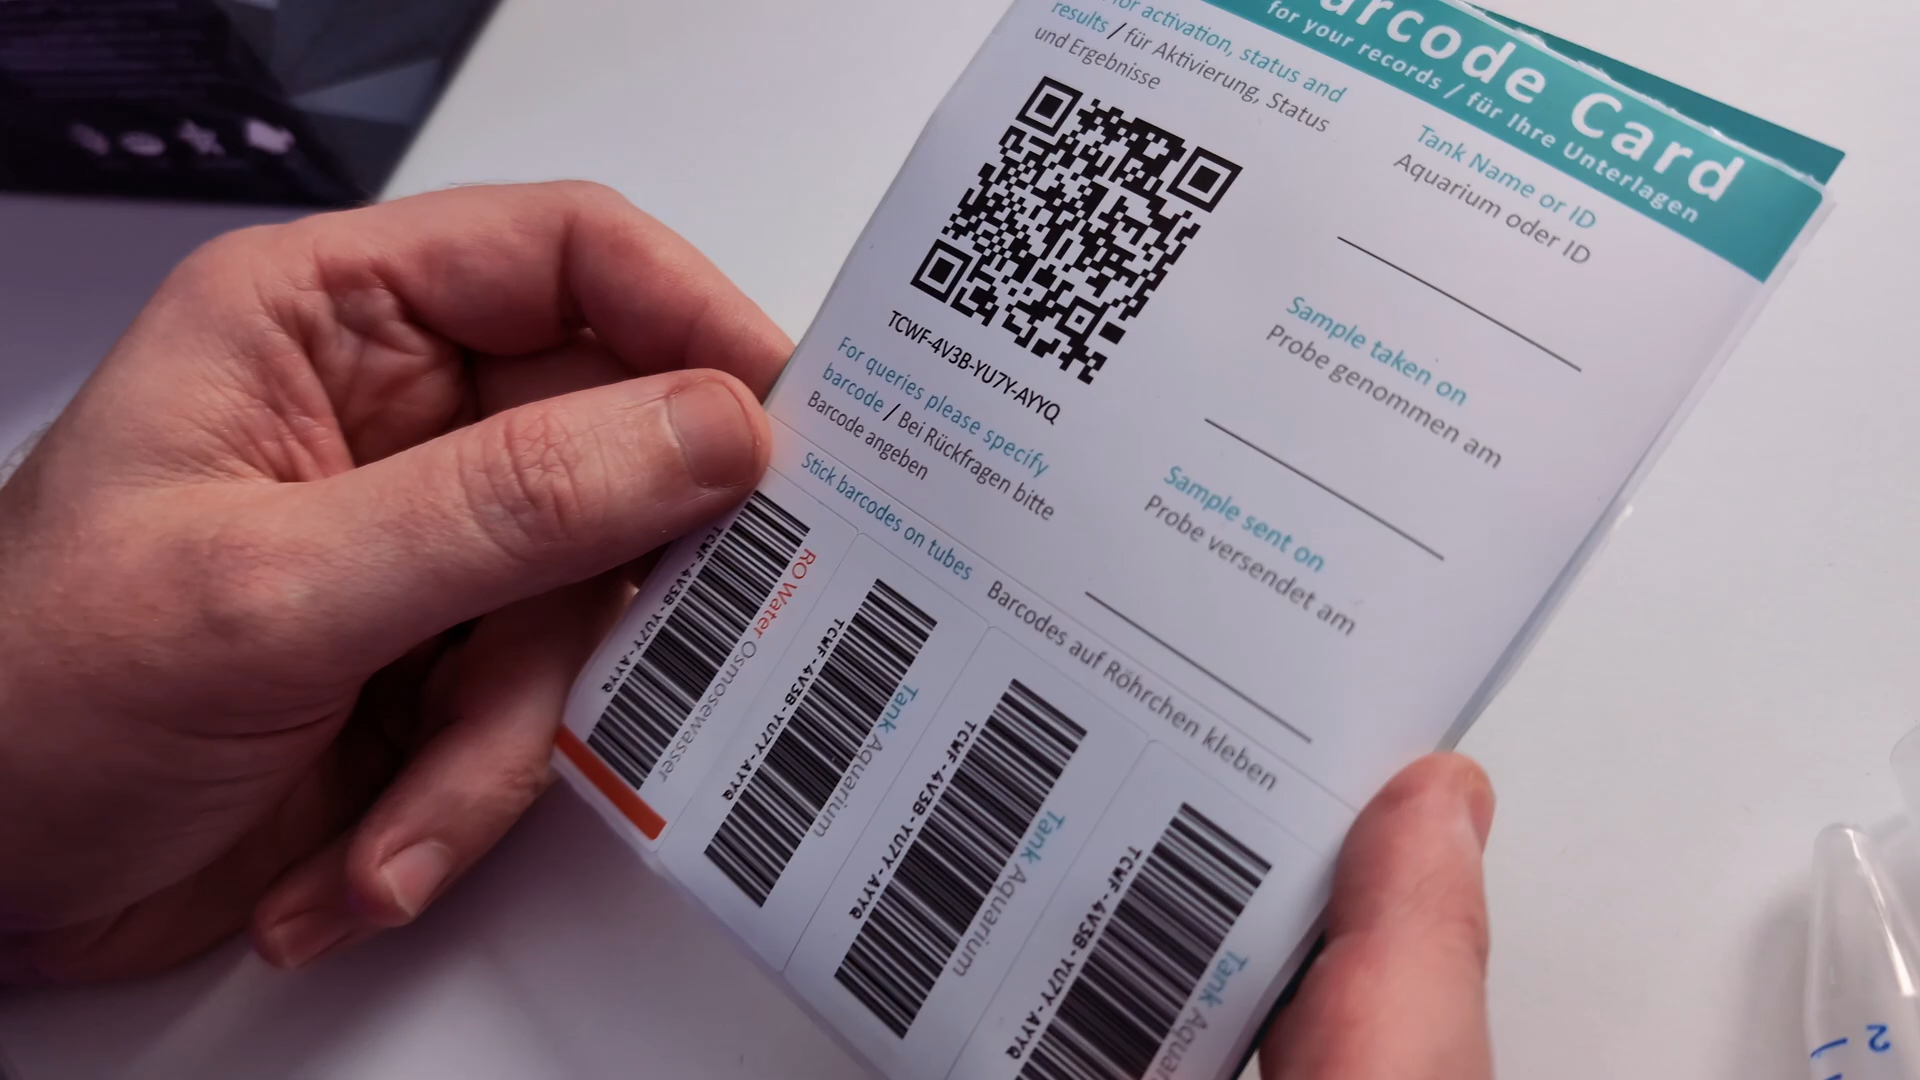 arcode Card
for your records / für Ihre Unterlagen
for activation, status and
results / für Aktivierung, Status
und Ergebnisse
TCWF-4V3B-YU7Y-AYYQ
For queries please specify
barcode / Bei Rückfragen bitte
Barcode angeben
Tank Name or ID
Aquarium oder ID
Sample taken on
Probe genommen am
Sample sent on
Probe versendet am
Stick barcodes on tubes Barcodes auf Röhrchen kleben
TCWF-4V3B-YU7Y-AYYQ
RO Water Osmosewasser
TCWF-4V3B-YU7Y-AYYQ
Tank Aquarium
TCWF-4V3B-YU7Y-AYYQ
Tank Aquarium
TCWF-4V3B-YU7Y-AYYQ
Tank Aquarium
2